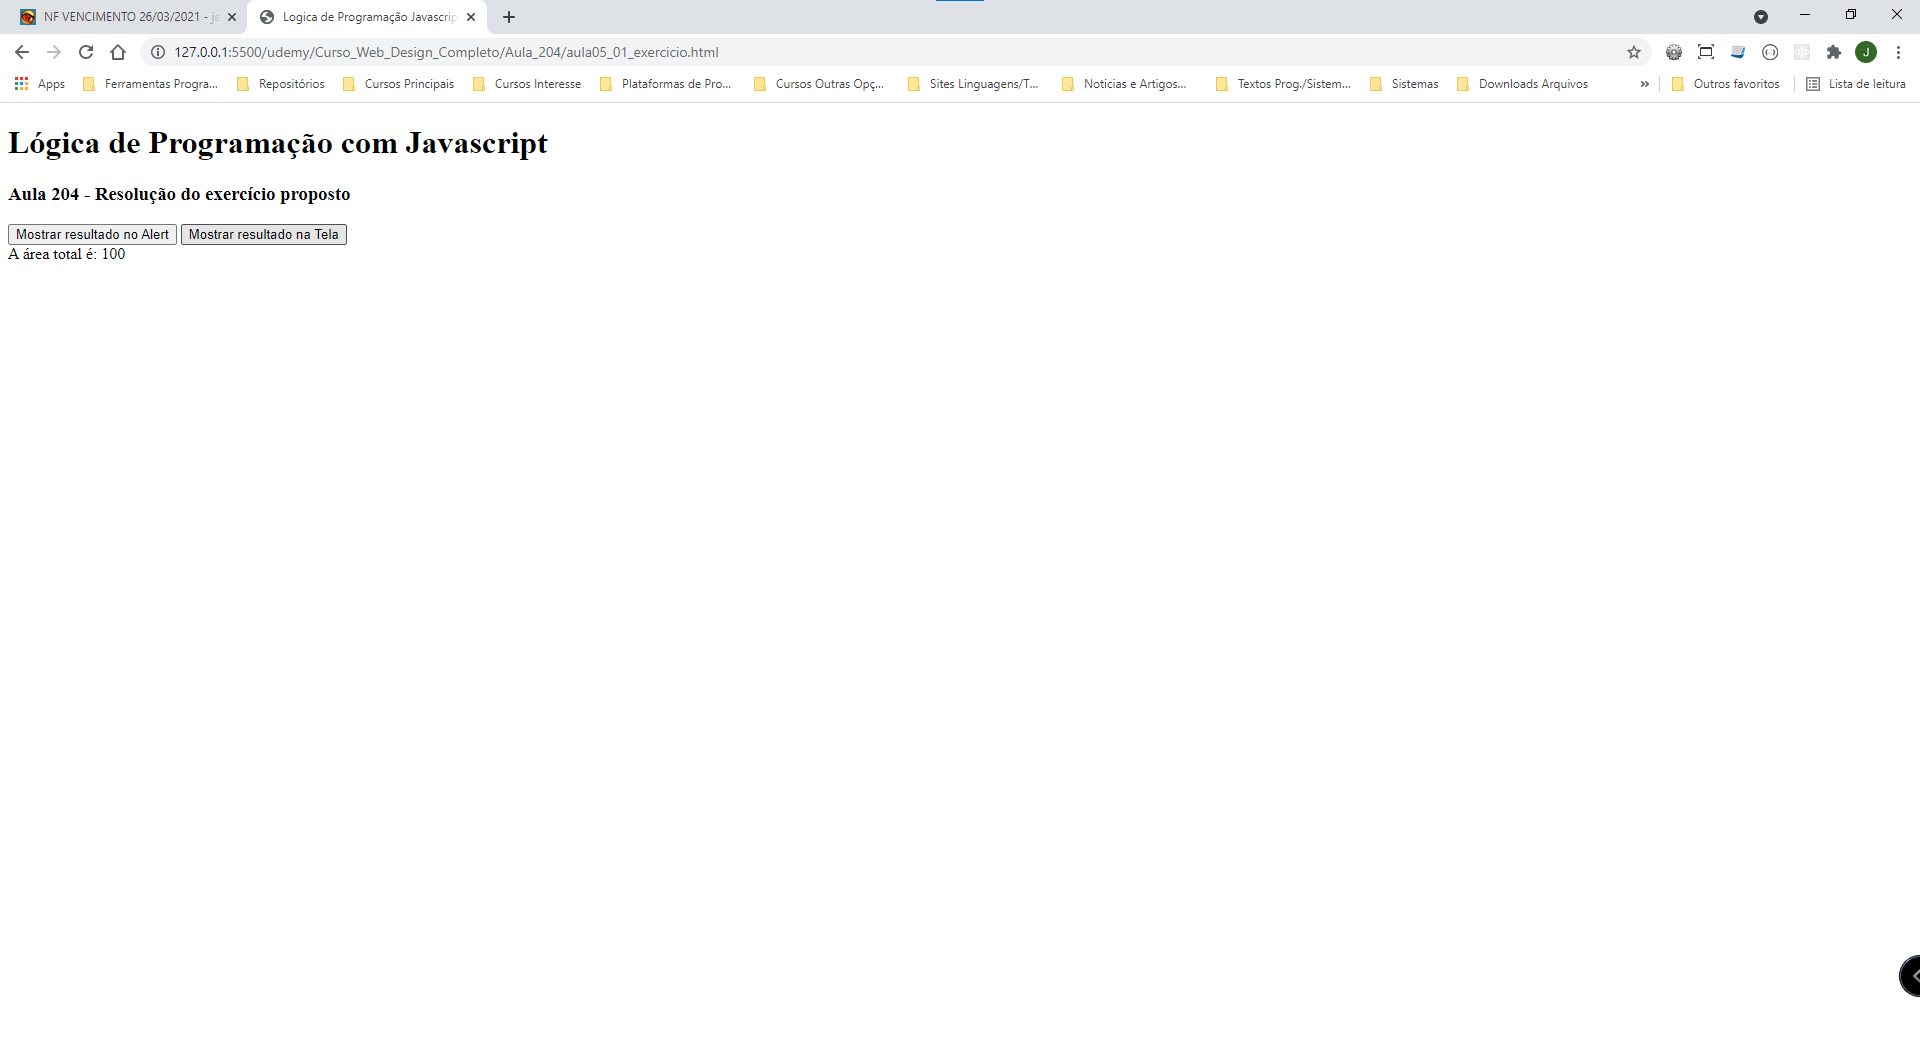 NF VENCIMENTO 26/03/2021 - je
Logica de Programação Javascrip
127.0.0.1:5500/udemy/Curso_Web_Design_Completo/Aula_204/aula05_01_exercicio.html
J
Apps Ferramentas Progra... Repositórios Cursos Principais Cursos Interesse Plataformas de Pro... Cursos Outras Opç... Sites Linguagens/T... Noticias e Artigos... Textos Prog./Sistem... Sistemas Downloads Arquivos » Outros favoritos Lista de leitura
Lógica de Programação com Javascript
Aula 204 - Resolução do exercício proposto
Mostrar resultado no Alert Mostrar resultado na Tela
A área total é: 100